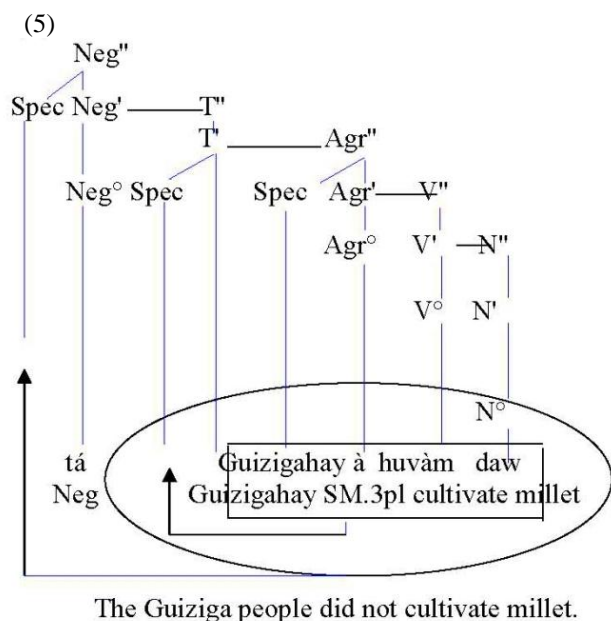 (5)
Neg"
Spec Neg' T"
T' Agr"
Neg° Spec Spec Agr' V"
Agr° V' N"
V° N'
N°
tá Guizigahay à huvàm daw
Neg Guizigahay SM.3pl cultivate millet
The Guiziga people did not cultivate millet.